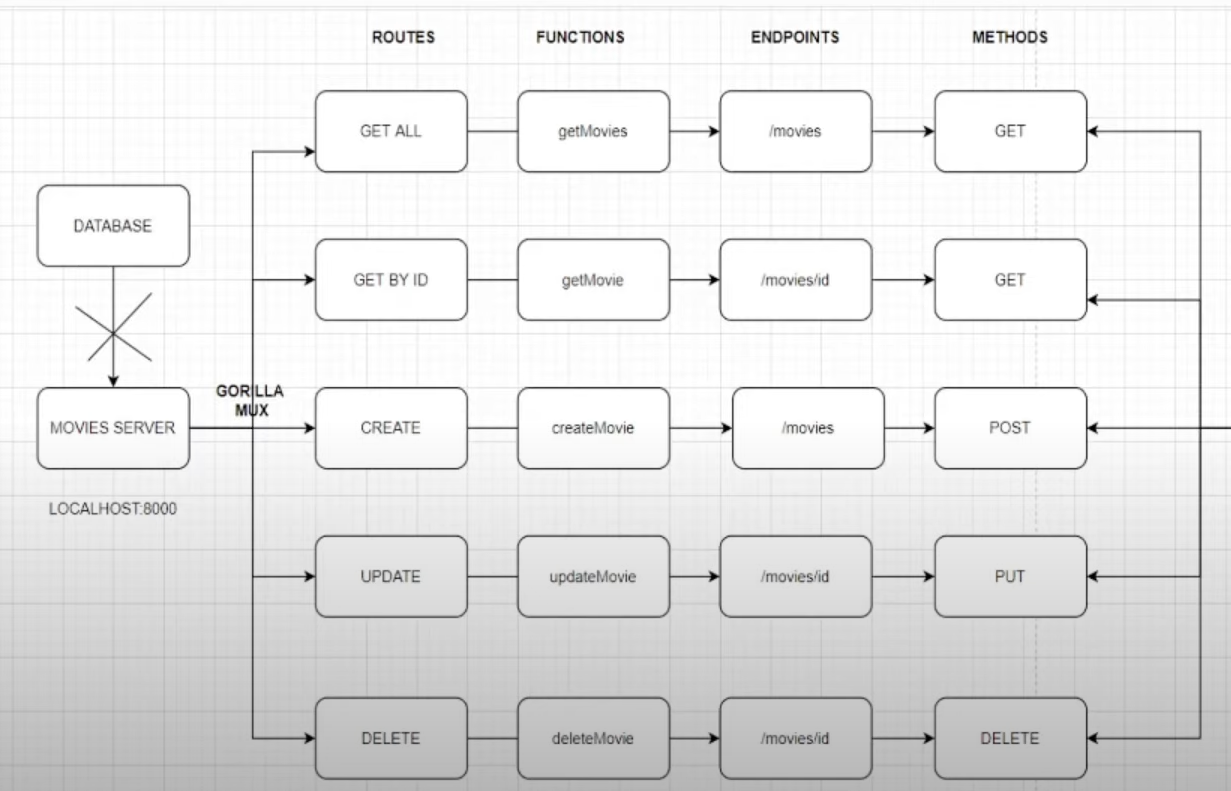 ROUTES
FUNCTIONS
ENDPOINTS
METHODS
GET ALL
getMovies
/movies
GET
DATABASE
GET BY ID
getMovie
/movies/id
GET
GORILLA
MUX
MOVIES SERVER
CREATE
createMovie
/movies
POST
LOCALHOST:8000
UPDATE
updateMovie
/movies/id
PUT
DELETE
deleteMovie
/movies/id
DELETE